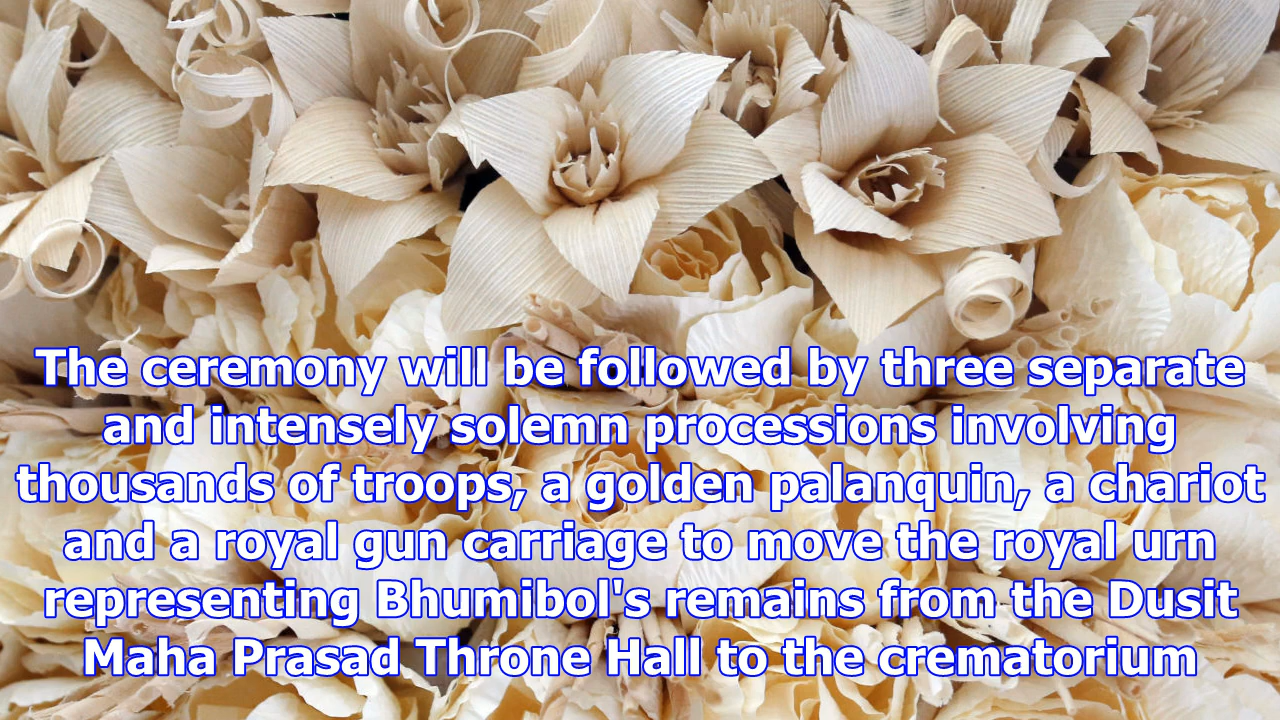 The ceremony will be followed by three separate
and intensely solemn processions involving
thousands of troops, a golden palanquin, a chariot
and a royal gun carriage to move the royal urn
representing Bhumibol's remains from the Dusit
Maha Prasad Throne Hall to the crematorium